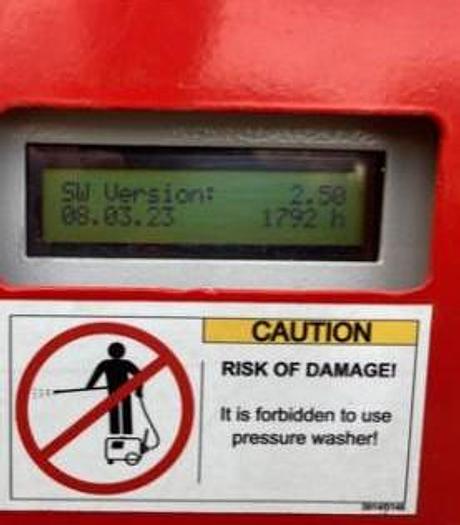 SW Version: 2.50
08.03.23 1792 h
CAUTION
RISK OF DAMAGE!
It is forbidden to use
pressure washer!